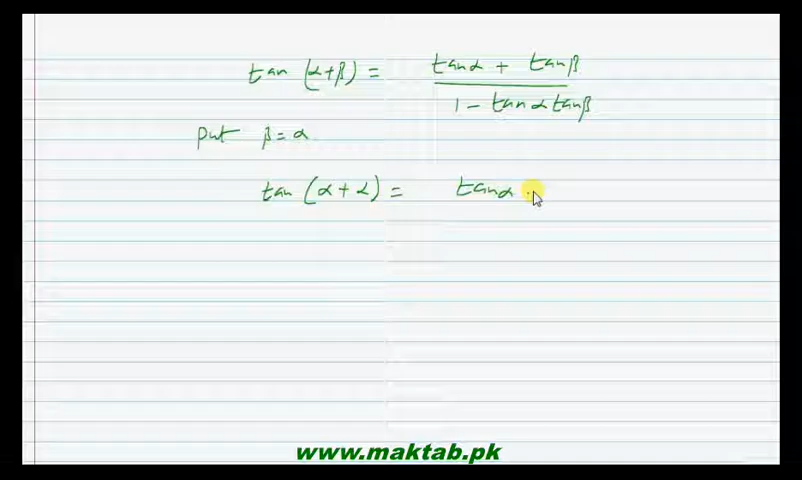 tan (α+β) = tanα + tanβ / 1 - tanα tanβ
put β = α
tan (α + α) = tanα
www.maktab.pk